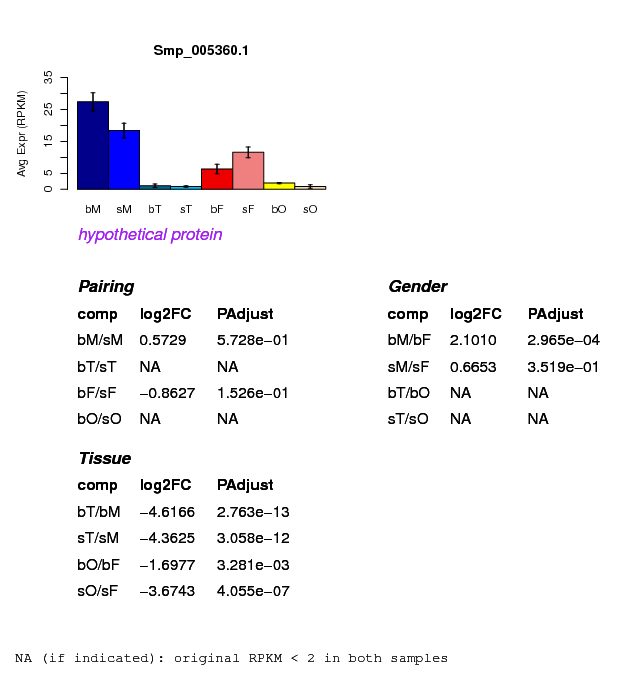 Smp_005360.1
Avg Expr (RPKM)
35
25
15
5
0
bM sM bT sT bF sF bO sO
hypothetical protein
Pairing
comp log2FC PAdjust
bM/sM 0.5729 5.728e−01
bT/sT NA NA
bF/sF −0.8627 1.526e−01
bO/sO NA NA
Gender
comp log2FC PAdjust
bM/bF 2.1010 2.965e−04
sM/sF 0.6653 3.519e−01
bT/bO NA NA
sT/sO NA NA
Tissue
comp log2FC PAdjust
bT/bM −4.6166 2.763e−13
sT/sM −4.3625 3.058e−12
bO/bF −1.6977 3.281e−03
sO/sF −3.6743 4.055e−07
NA (if indicated): original RPKM < 2 in both samples